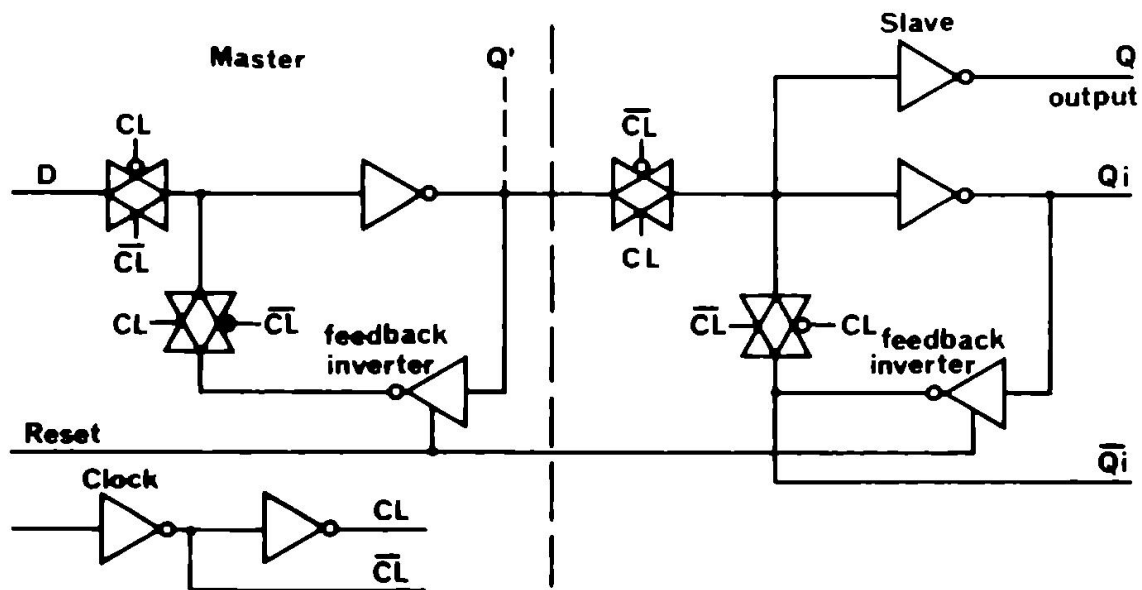 Slave
Master
Q'
Q
output
CL
C̅L̅
D
Qi
C̅L̅
CL
CL
C̅L̅
feedback
inverter
C̅L̅
CL
feedback
inverter
Reset
Q̅i̅
Clock
CL
C̅L̅